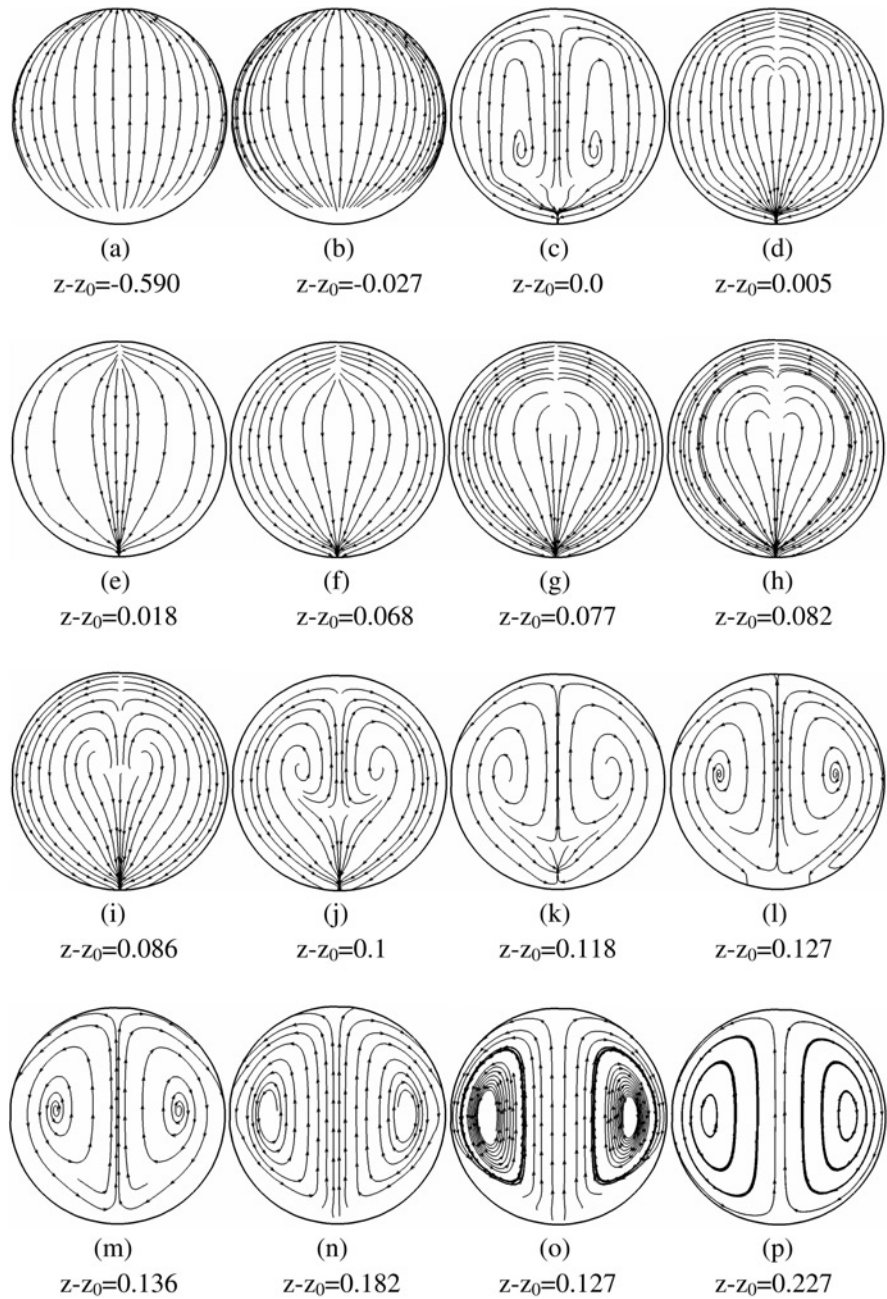 (a) (b) (c) (d)
z-z₀=-0.590 z-z₀=-0.027 z-z₀=0.0 z-z₀=0.005
(e) (f) (g) (h)
z-z₀=0.018 z-z₀=0.068 z-z₀=0.077 z-z₀=0.082
(i) (j) (k) (l)
z-z₀=0.086 z-z₀=0.1 z-z₀=0.118 z-z₀=0.127
(m) (n) (o) (p)
z-z₀=0.136 z-z₀=0.182 z-z₀=0.127 z-z₀=0.227